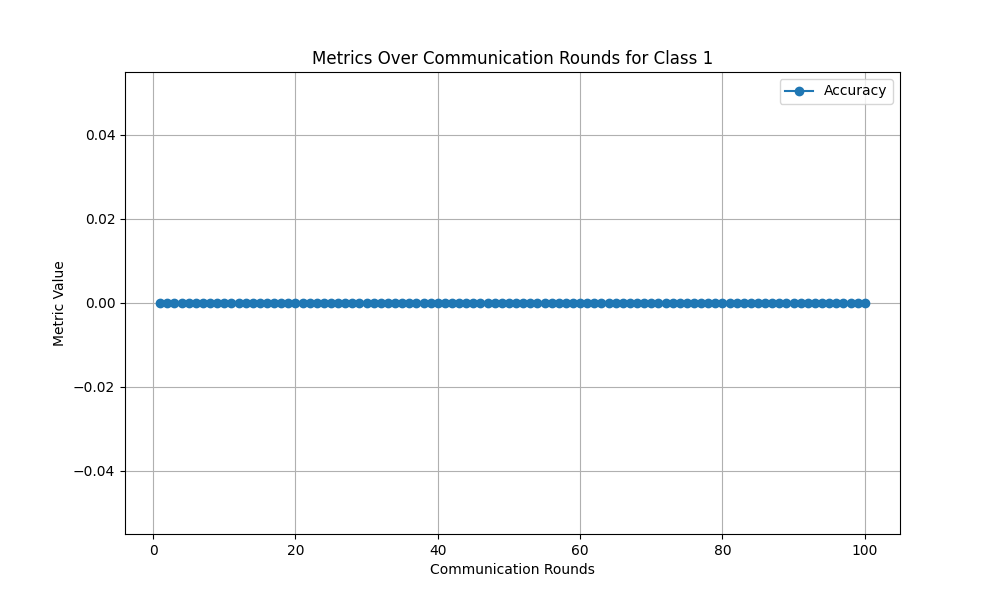 Metrics Over Communication Rounds for Class 1
Accuracy
0.04
0.02
0.00
−0.02
−0.04
Metric Value
0 20 40 60 80 100
Communication Rounds